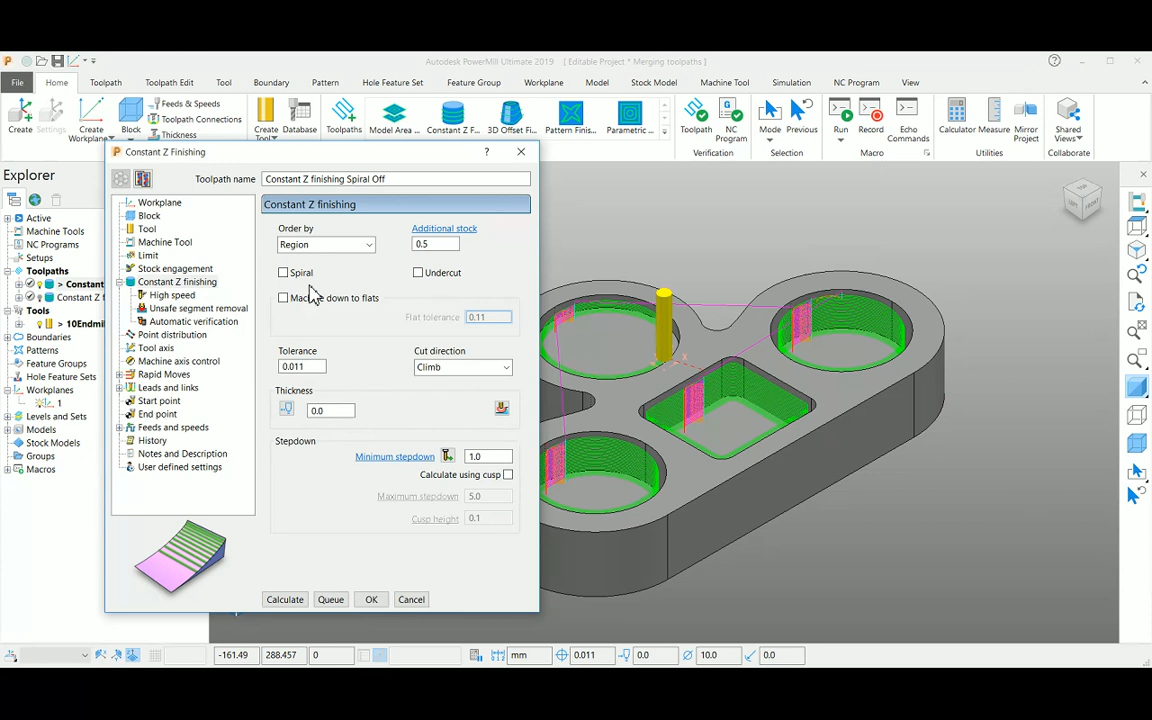 Autodesk PowerMill Ultimate 2019 [ Editable Project * Merging toolpaths ]
File Home Toolpath Toolpath Edit Tool Boundary Pattern Hole Feature Set Feature Group Workplane Model Stock Model Machine Tool Simulation NC Program View
Feeds & Speeds
Toolpath Connections
Thickness
Create Settings Create Workplane Block Create Tool Database Toolpaths Model Area ... Constant Z F... 3D Offset Fi... Pattern Finis... Parametric ... Toolpath NC Program Mode Previous Run Record Echo Commands Calculator Measure Mirror Project Shared Views
Verification Selection Macro Utilities Collaborate
Explorer
Active
Machine Tools
NC Programs
Setups
Toolpaths
> Constant
Constant Z f
Tools
> 10Endmil
Boundaries
Patterns
Feature Groups
Hole Feature Sets
Workplanes
1
Levels and Sets
Models
Stock Models
Groups
Macros
Constant Z Finishing
?
Toolpath name Constant Z finishing Spiral Off
Workplane
Block
Tool
Machine Tool
Limit
Stock engagement
Constant Z finishing
High speed
Unsafe segment removal
Automatic verification
Point distribution
Tool axis
Machine axis control
Rapid Moves
Leads and links
Start point
End point
Feeds and speeds
History
Notes and Description
User defined settings
Constant Z finishing
Order by Additional stock
Region 0.5
Spiral Undercut
down to flats
Flat tolerance 0.11
Tolerance Cut direction
0.011 Climb
Thickness
0.0
Stepdown
Minimum stepdown 1.0
Calculate using cusp
Maximum stepdown 5.0
Cusp height 0.1
Calculate Queue OK Cancel
LEFT FRONT
X
-161.49 288.457 0 mm 0.011 0.0 10.0 0.0